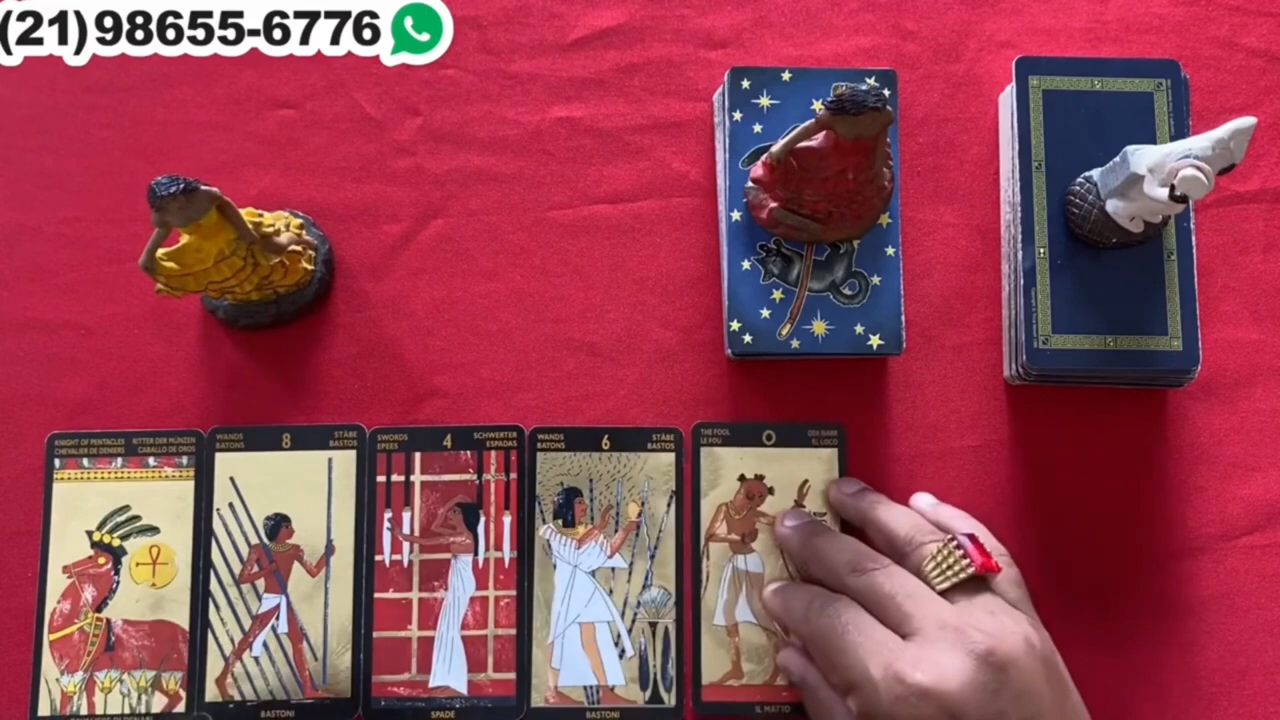 (21)98655-6776
KNIGHT OF PENTACLES RITTER DER MÜNZEN
CHEVALIER DE DENIERS CABALLO DE OROS
WANDS 8 STÄBE
BATONS BASTOS
BASTONI
SWORDS 4 SCHWERTER
EPEES ESPADAS
SPADE
WANDS 6 STÄBE
BATONS BASTOS
BASTONI
THE FOOL 0 DER NARR
LE FOU EL LOCO
IL MATTO